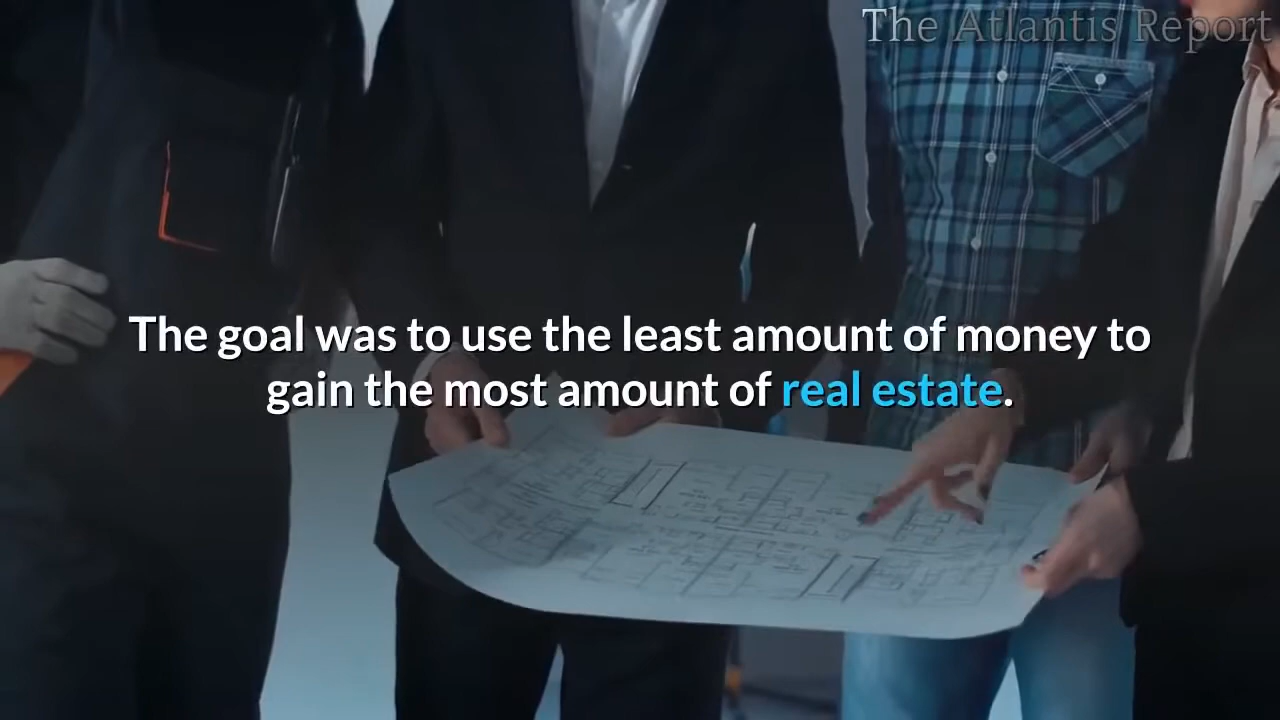 The Atlantis Report
The goal was to use the least amount of money to
gain the most amount of real estate.